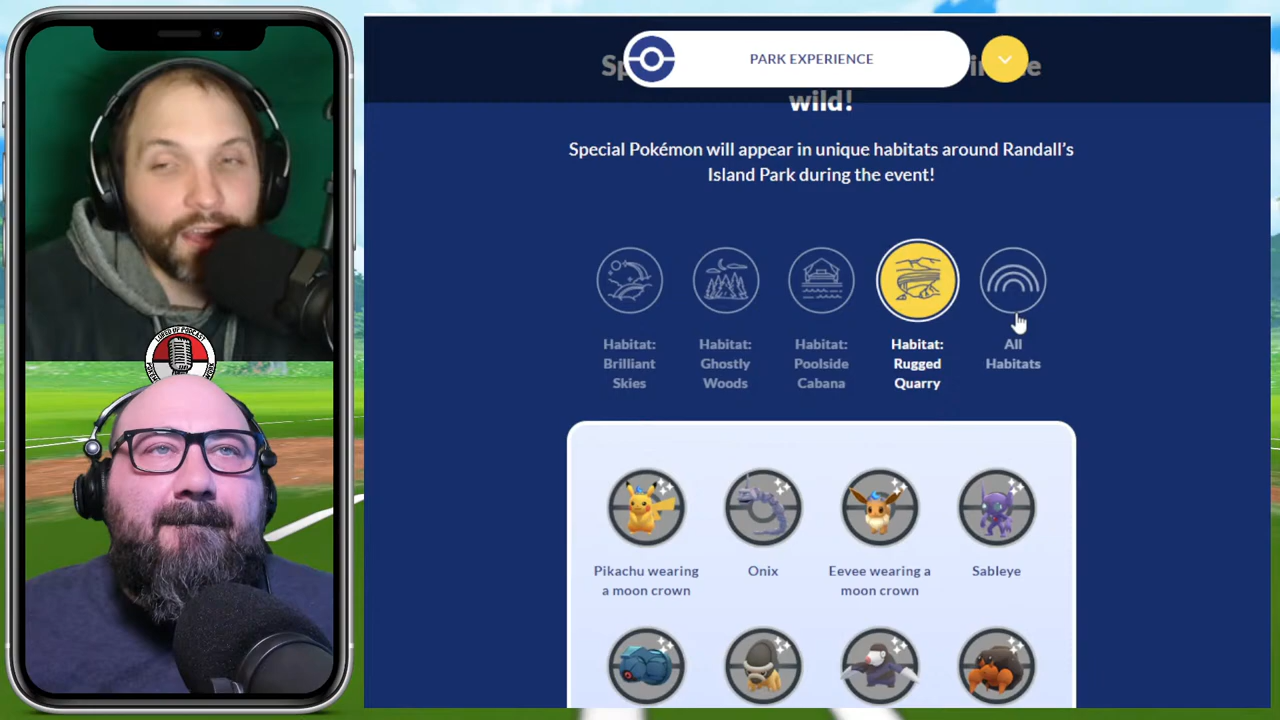 PARK EXPERIENCE
wild!
Special Pokémon will appear in unique habitats around Randall's
Island Park during the event!
Habitat:
Brilliant
Skies
Habitat:
Ghostly
Woods
Habitat:
Poolside
Cabana
Habitat:
Rugged
Quarry
All
Habitats
Pikachu wearing
a moon crown
Onix
Eevee wearing a
moon crown
Sableye